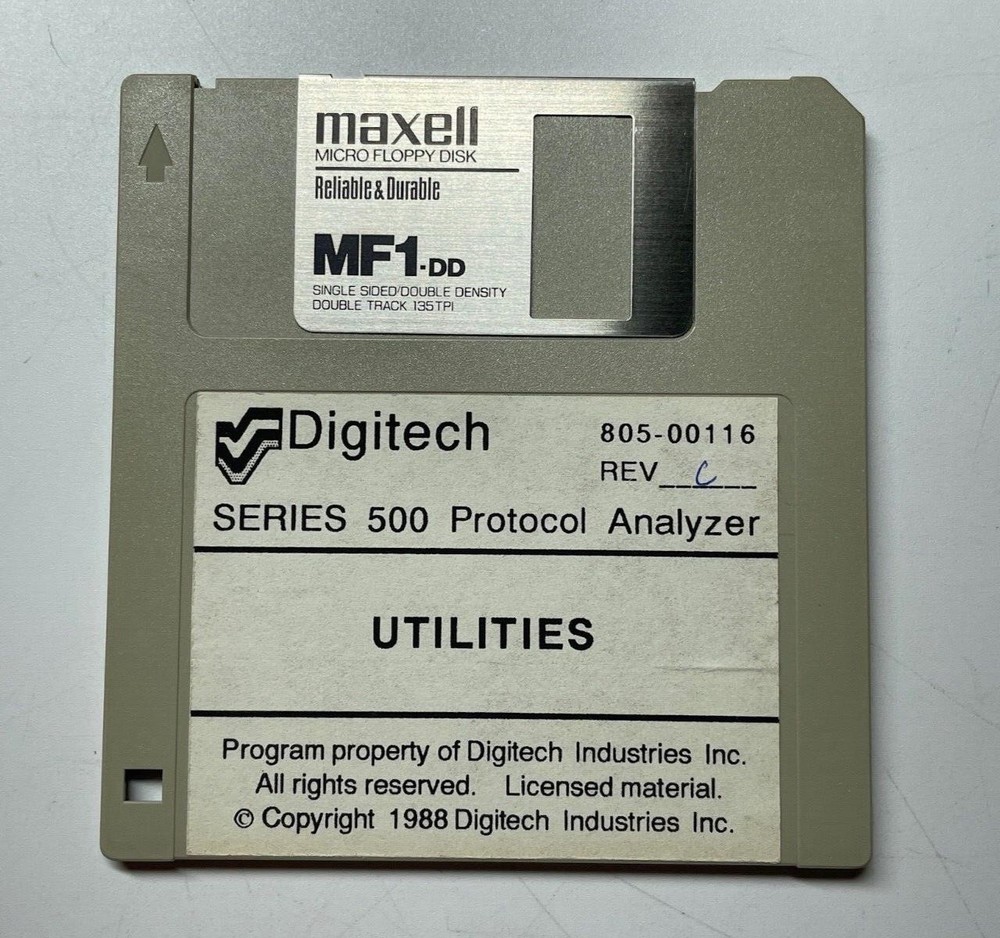 maxell
MICRO FLOPPY DISK
Reliable & Durable
MF1-DD
SINGLE SIDED/DOUBLE DENSITY
DOUBLE TRACK 135TPI
Digitech
805-00116
REV__C__
SERIES 500 Protocol Analyzer
UTILITIES
Program property of Digitech Industries Inc.
All rights reserved. Licensed material.
© Copyright 1988 Digitech Industries Inc.